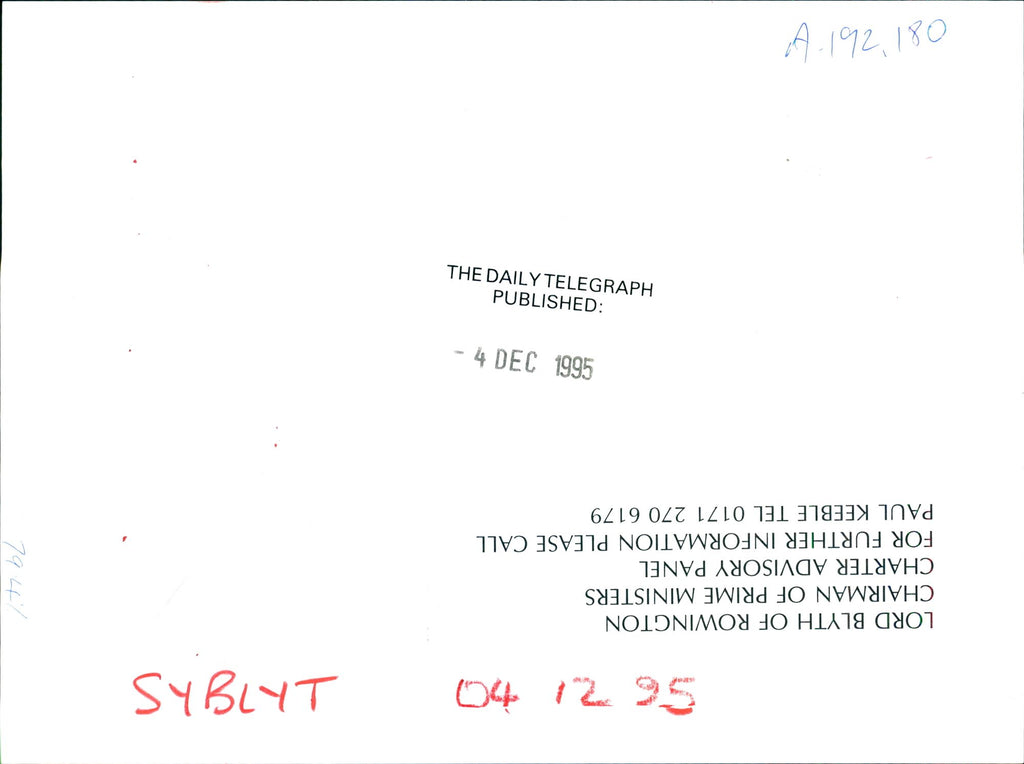 A.192,180
THE DAILY TELEGRAPH
PUBLISHED:
- 4 DEC 1995
LORD BLYTH OF ROWINGTON
CHAIRMAN OF PRIME MINISTERS
CHARTER ADVISORY PANEL
FOR FURTHER INFORMATION PLEASE CALL
PAUL KEEBLE TEL 0171 270 6179
SYBLYT 04 12 95